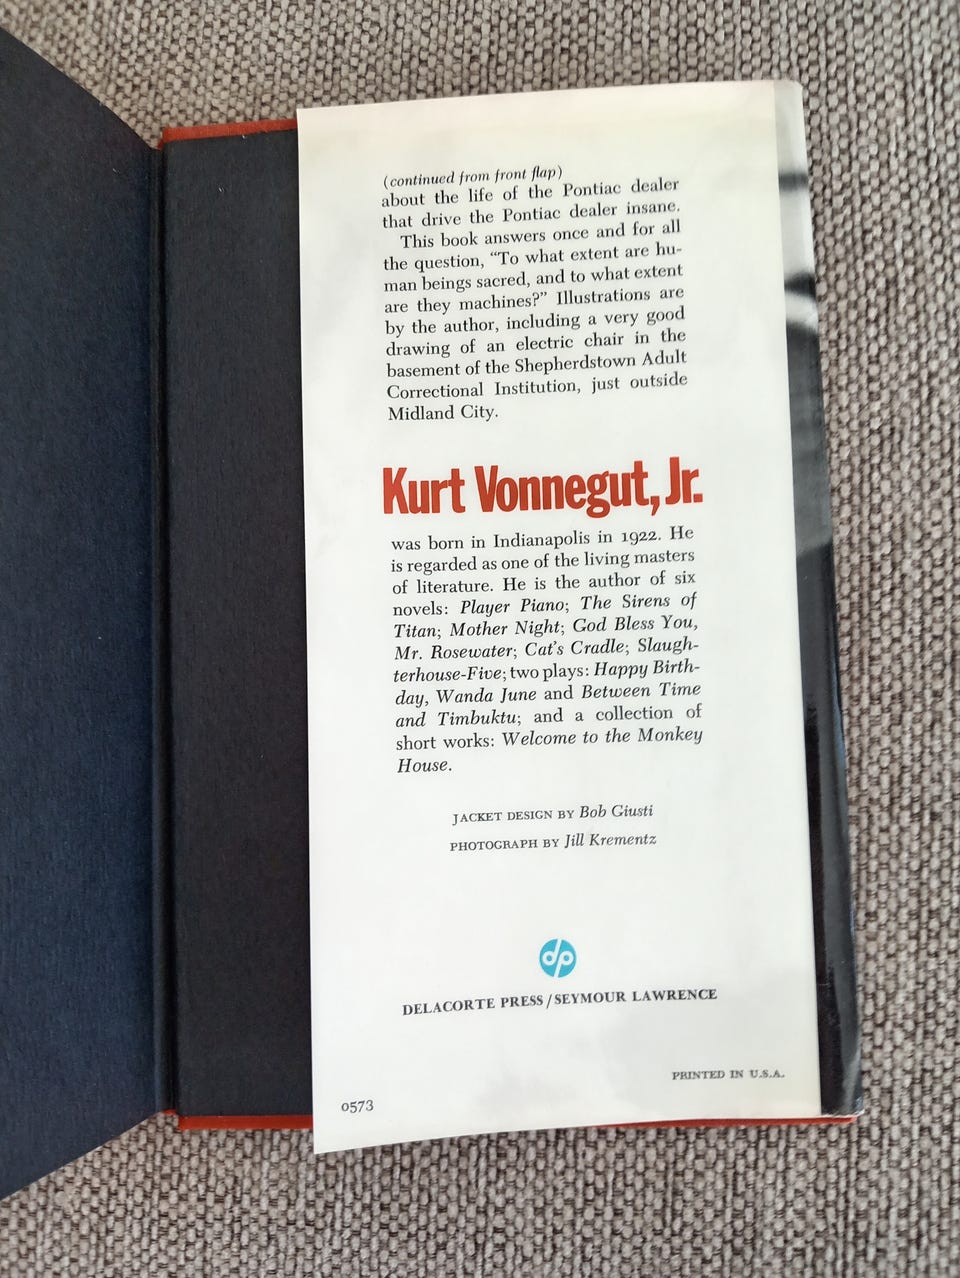 (continued from front flap)
about the life of the Pontiac dealer
that drive the Pontiac dealer insane.
This book answers once and for all
the question, “To what extent are hu-
man beings sacred, and to what extent
are they machines?” Illustrations are
by the author, including a very good
drawing of an electric chair in the
basement of the Shepherdstown Adult
Correctional Institution, just outside
Midland City.
Kurt Vonnegut, Jr.
was born in Indianapolis in 1922. He
is regarded as one of the living masters
of literature. He is the author of six
novels: Player Piano; The Sirens of
Titan; Mother Night; God Bless You,
Mr. Rosewater; Cat's Cradle; Slaugh-
terhouse-Five; two plays: Happy Birth-
day, Wanda June and Between Time
and Timbuktu; and a collection of
short works: Welcome to the Monkey
House.
JACKET DESIGN BY Bob Giusti
PHOTOGRAPH BY Jill Krementz
dp
DELACORTE PRESS/SEYMOUR LAWRENCE
PRINTED IN U.S.A.
0573